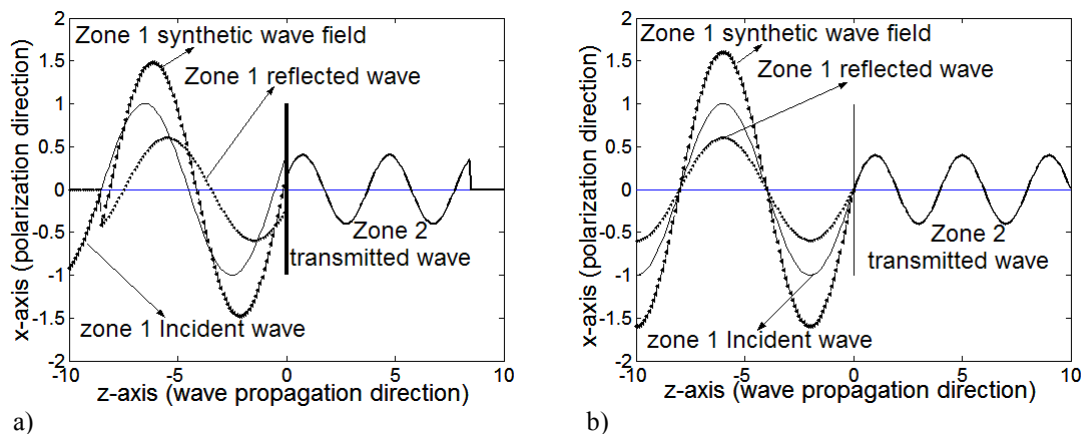 2
1.5
1
0.5
0
-0.5
-1
-1.5
-2
x-axis (polarization direction)
Zone 1 synthetic wave field
Zone 1 reflected wave
Zone 2
transmitted wave
zone 1 Incident wave
-10
-5
0
5
10
z-axis (wave propagation direction)
a)
2
1.5
1
0.5
0
-0.5
-1
-1.5
2
x-axis (polarization direction)
Zone 1 synthetic wave field
Zone 1 reflected wave
Zone 2
transmitted wave
zone 1 Incident wave
-10
-5
0
5
10
z-axis (wave propagation direction)
b)